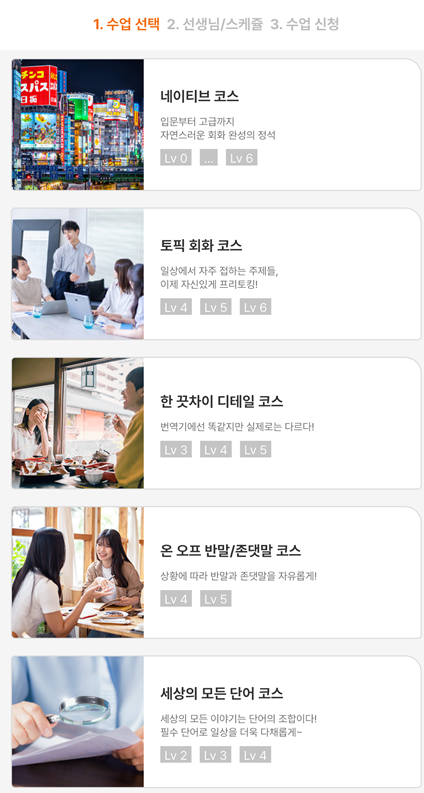 1. 수업 선택 2. 선생님/스케쥴 3. 수업 신청
チンコ
スパス
日拓
네이티브 코스
입문부터 고급까지
자연스러운 회화 완성의 정석
Lv 0 ... Lv 6
토픽 회화 코스
일상에서 자주 접하는 주제들,
이제 자신있게 프리토킹!
Lv 4 Lv 5 Lv 6
한 끗차이 디테일 코스
번역기에선 똑같지만 실제로는 다르다!
Lv 3 Lv 4 Lv 5
온 오프 반말/존댓말 코스
상황에 따라 반말과 존댓말을 자유롭게!
Lv 4 Lv 5
세상의 모든 단어 코스
세상의 모든 이야기는 단어의 조합이다!
필수 단어로 일상을 더욱 다채롭게~
Lv 2 Lv 3 Lv 4